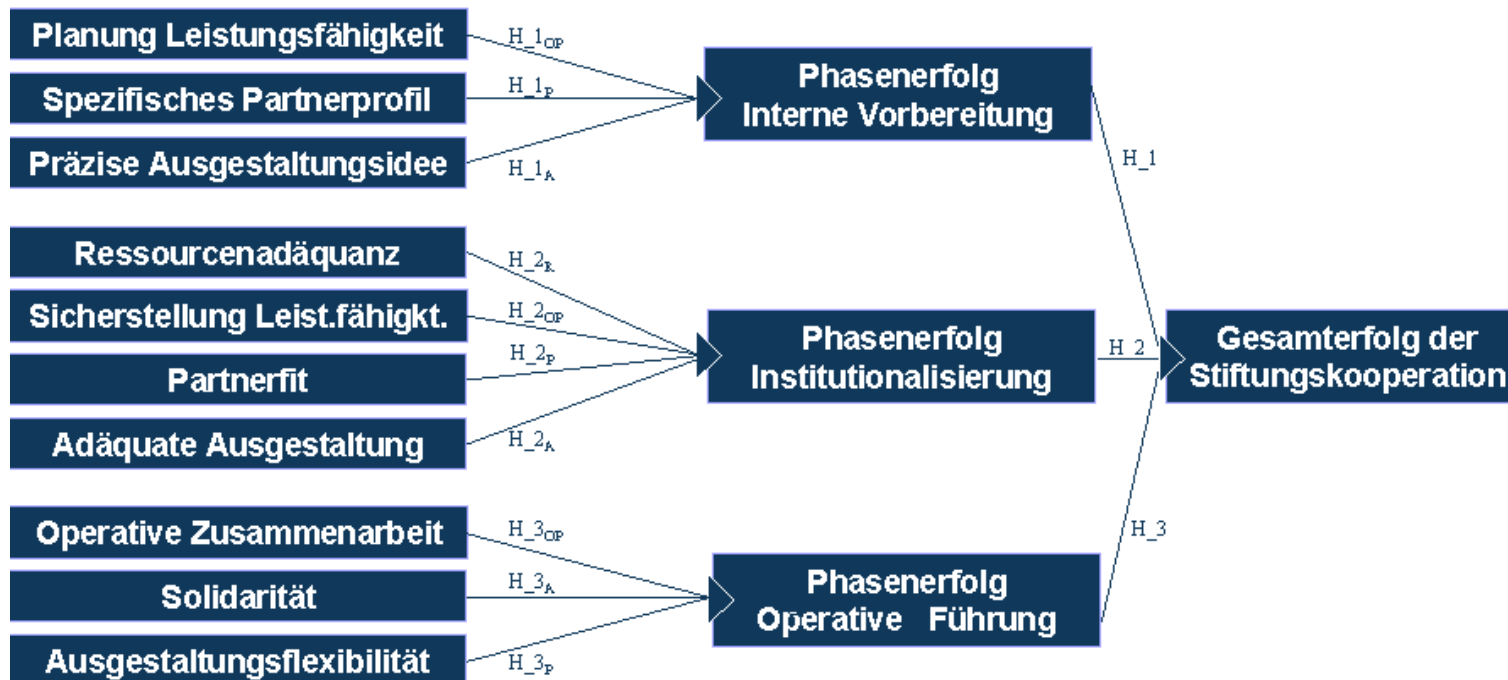 Planung Leistungsfähigkeit
H_1OP
Spezifisches Partnerprofil
H_1P
Präzise Ausgestaltungsidee
H_1A
Phasenerfolg
Interne Vorbereitung
H_1
Ressourcenadäquanz
H_2R
Sicherstellung Leist.fähigkt.
H_2OP
Partnerfit
H_2P
Adäquate Ausgestaltung
H_2A
Phasenerfolg
Institutionalisierung
H_2
Gesamterfolg der
Stiftungskooperation
Operative Zusammenarbeit
H_3OP
Solidarität
H_3A
Ausgestaltungsflexibilität
H_3P
Phasenerfolg
Operative Führung
H_3